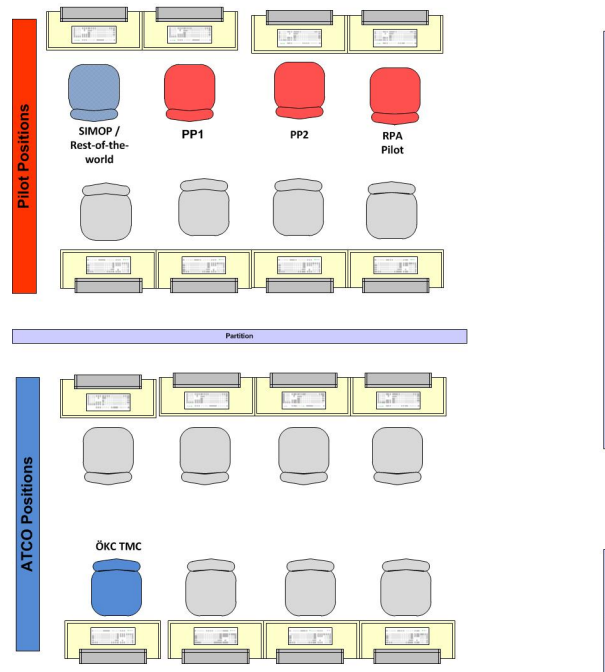 Pilot Positions
SIMOP /
Rest-of-the-
world
PP1
PP2
RPA
Pilot
Partition
ATCO Positions
ÖKC TMC